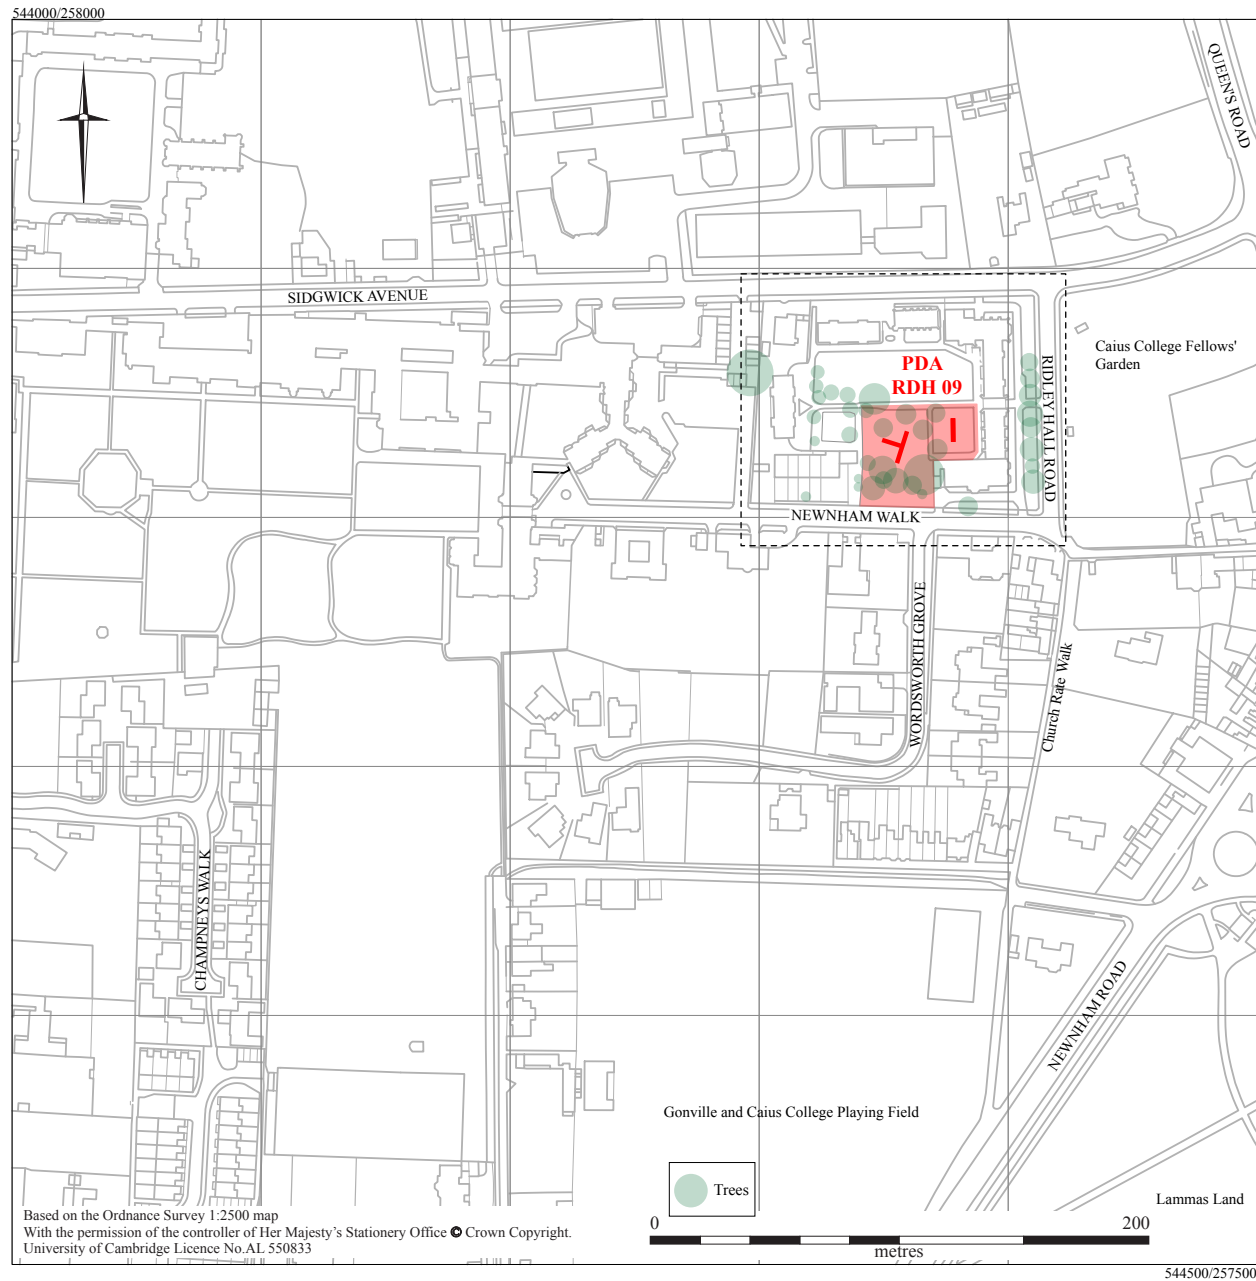 544000/258000
QUEEN'S ROAD
SIDGWICK AVENUE
Caius College Fellows'
Garden
PDA
RDH 09
RIDLEY HALL ROAD
NEWNHAM WALK
WORDSWORTH GROVE
Church Rate Walk
CHAMPNEYS WALK
NEWNHAM ROAD
Gonville and Caius College Playing Field
Trees
Lammas Land
Based on the Ordnance Survey 1:2500 map
With the permission of the controller of Her Majesty's Stationery Office © Crown Copyright.
University of Cambridge Licence No.AL 550833
0 200
metres
544500/257500